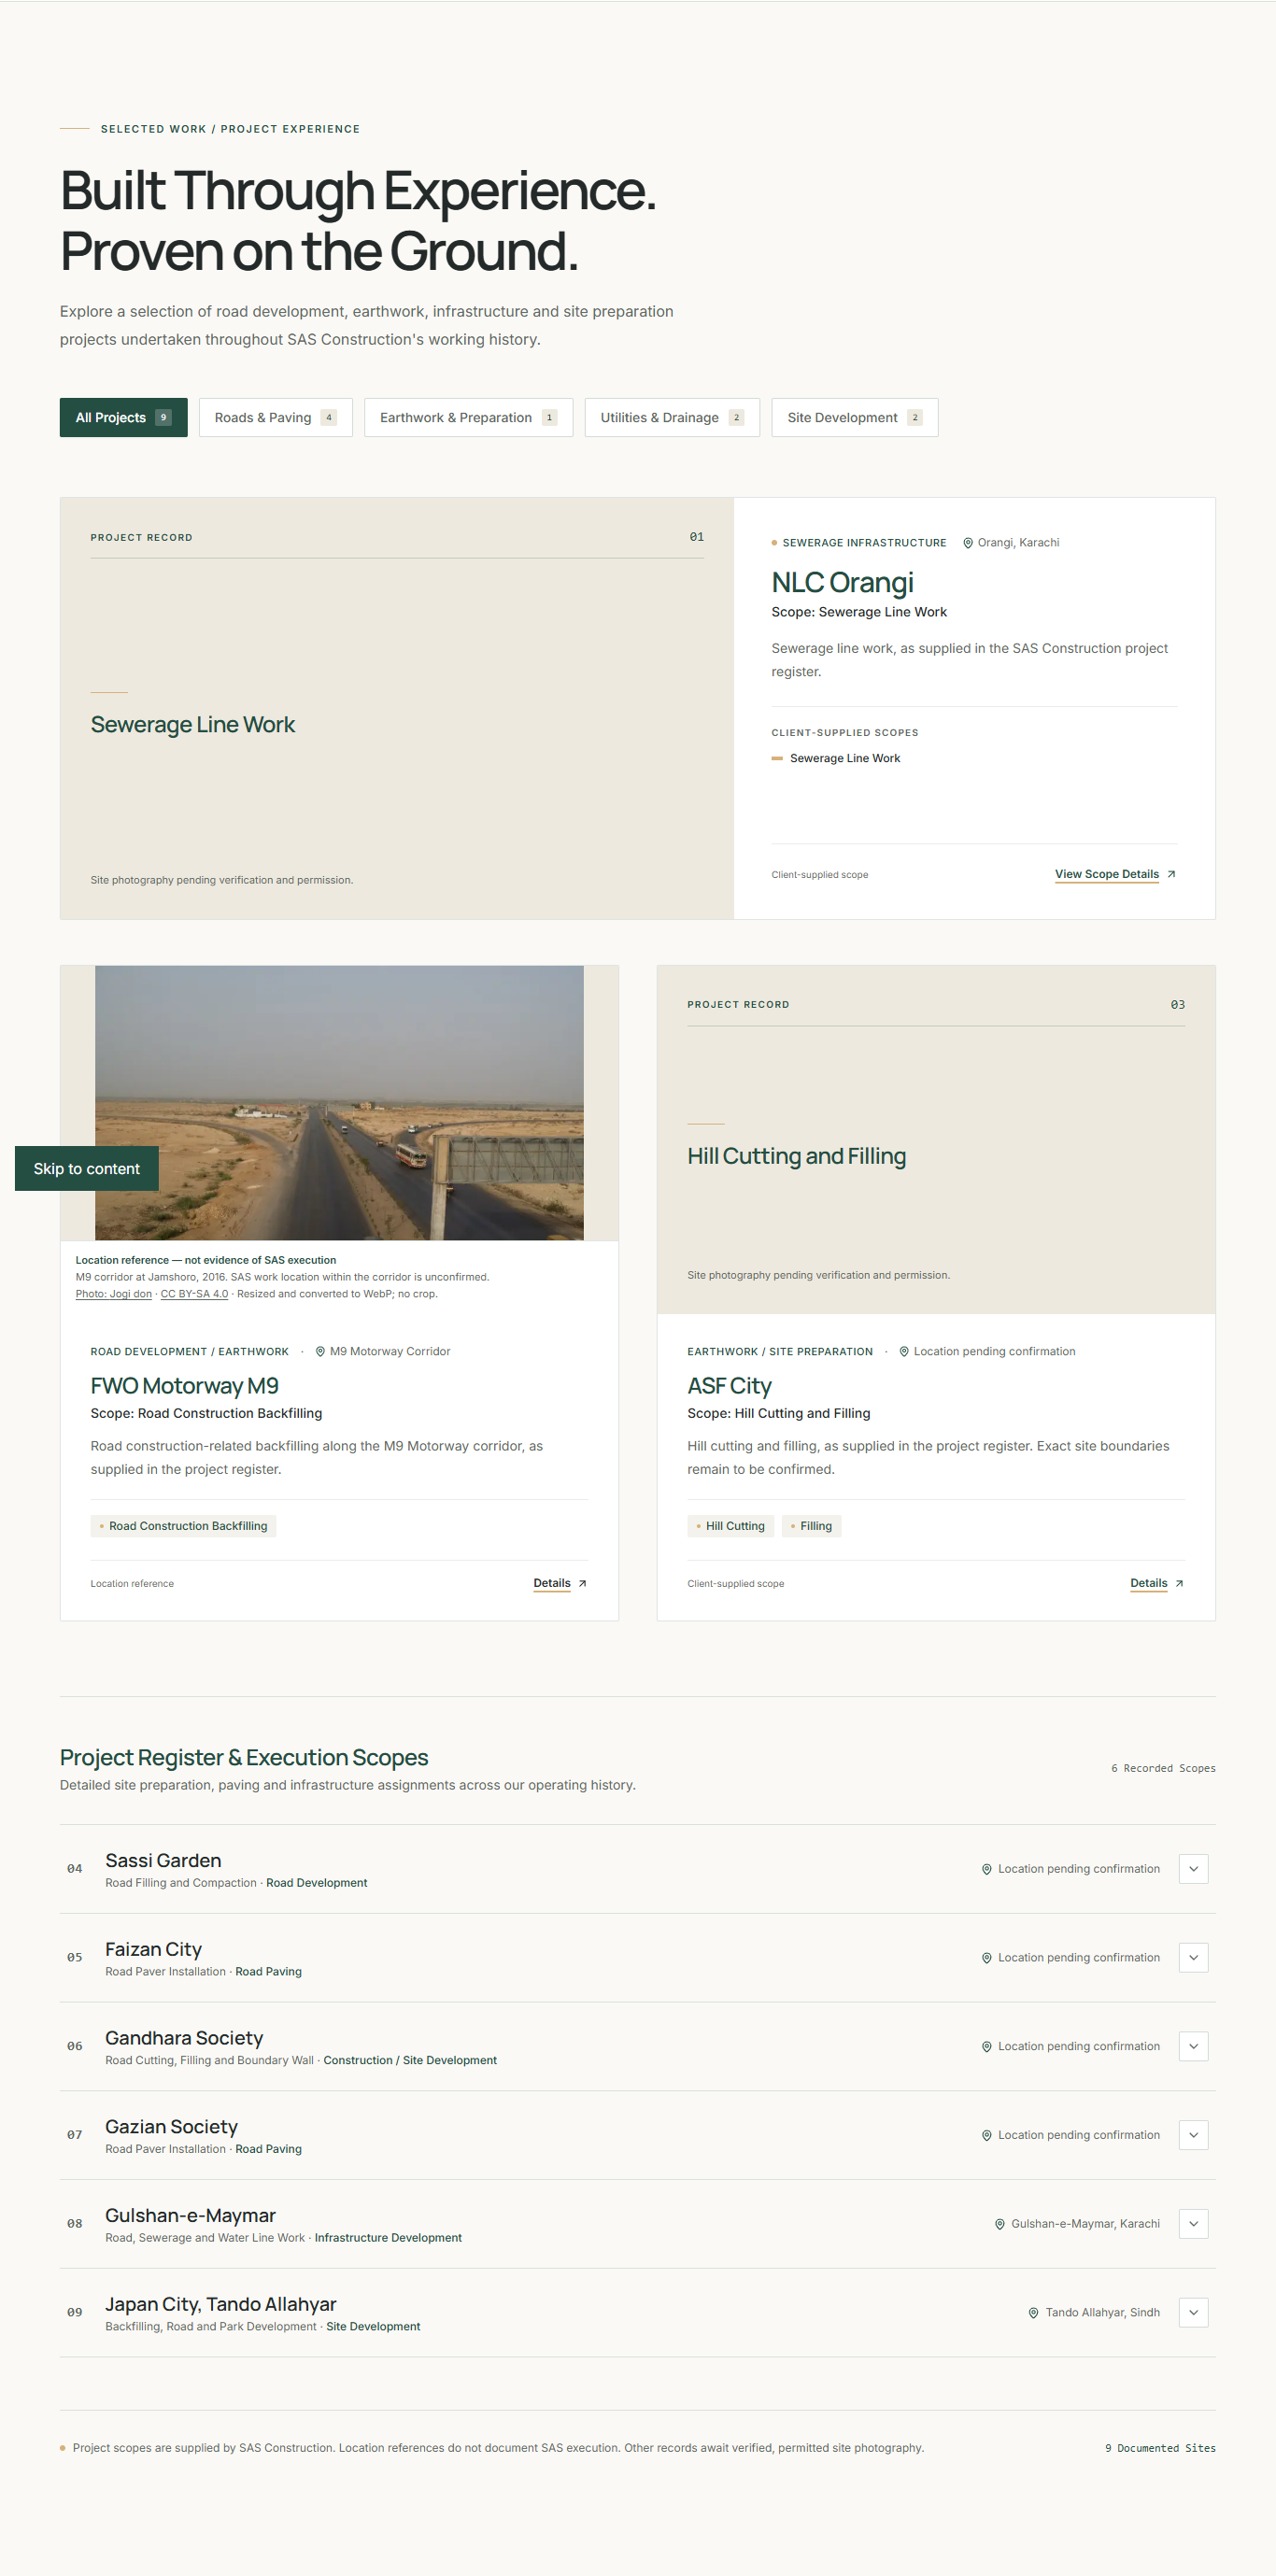 SELECTED WORK / PROJECT EXPERIENCE
Built Through Experience.
Proven on the Ground.
Explore a selection of road development, earthwork, infrastructure and site preparation
projects undertaken throughout SAS Construction's working history.
All Projects 9
Roads & Paving 4
Earthwork & Preparation 1
Utilities & Drainage 2
Site Development 2
PROJECT RECORD 01
Sewerage Line Work
Site photography pending verification and permission.
SEWERAGE INFRASTRUCTURE Orangi, Karachi
NLC Orangi
Scope: Sewerage Line Work
Sewerage line work, as supplied in the SAS Construction project
register.
CLIENT-SUPPLIED SCOPES
Sewerage Line Work
Client-supplied scope View Scope Details
Skip to content
Location reference — not evidence of SAS execution
M9 corridor at Jamshoro, 2016. SAS work location within the corridor is unconfirmed.
Photo: Jogi don · CC BY-SA 4.0 · Resized and converted to WebP; no crop.
ROAD DEVELOPMENT / EARTHWORK · M9 Motorway Corridor
FWO Motorway M9
Scope: Road Construction Backfilling
Road construction-related backfilling along the M9 Motorway corridor, as
supplied in the project register.
Road Construction Backfilling
Location reference Details
PROJECT RECORD 03
Hill Cutting and Filling
Site photography pending verification and permission.
EARTHWORK / SITE PREPARATION · Location pending confirmation
ASF City
Scope: Hill Cutting and Filling
Hill cutting and filling, as supplied in the project register. Exact site boundaries
remain to be confirmed.
Hill Cutting Filling
Client-supplied scope Details
Project Register & Execution Scopes
Detailed site preparation, paving and infrastructure assignments across our operating history.
6 Recorded Scopes
04 Sassi Garden
Road Filling and Compaction · Road Development
Location pending confirmation
05 Faizan City
Road Paver Installation · Road Paving
Location pending confirmation
06 Gandhara Society
Road Cutting, Filling and Boundary Wall · Construction / Site Development
Location pending confirmation
07 Gazian Society
Road Paver Installation · Road Paving
Location pending confirmation
08 Gulshan-e-Maymar
Road, Sewerage and Water Line Work · Infrastructure Development
Gulshan-e-Maymar, Karachi
09 Japan City, Tando Allahyar
Backfilling, Road and Park Development · Site Development
Tando Allahyar, Sindh
Project scopes are supplied by SAS Construction. Location references do not document SAS execution. Other records await verified, permitted site photography.
9 Documented Sites